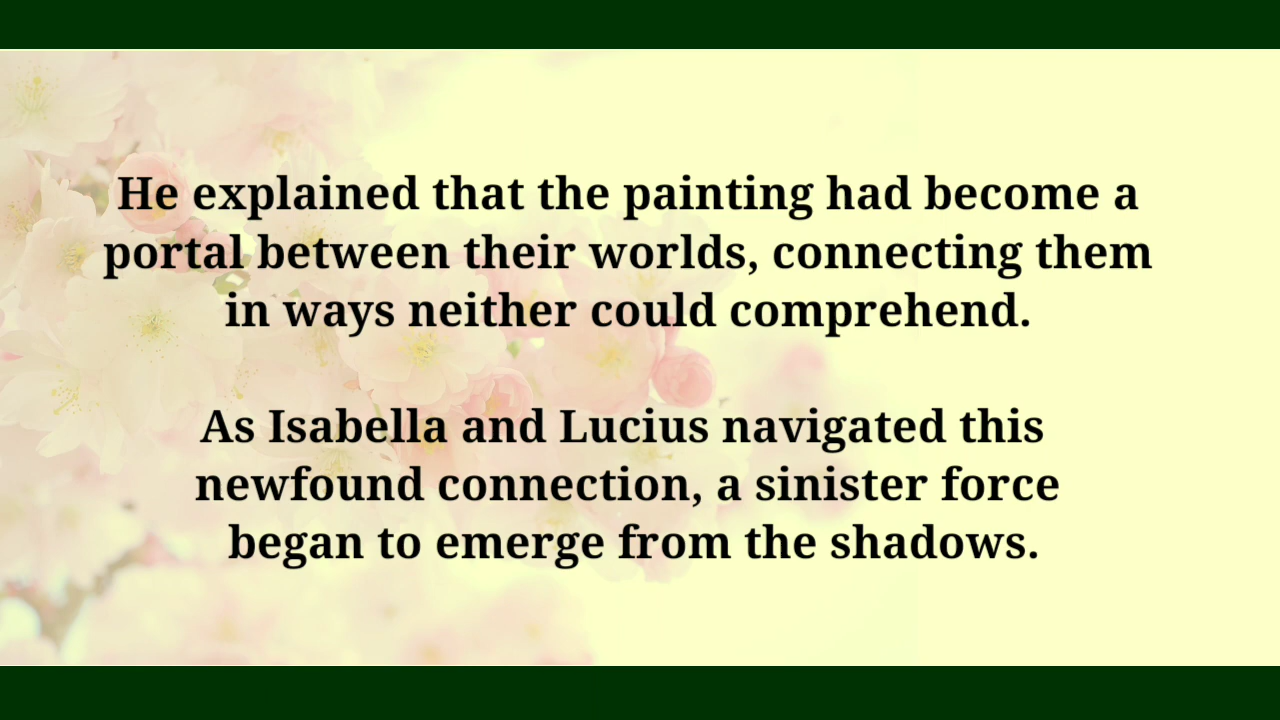 He explained that the painting had become a
portal between their worlds, connecting them
in ways neither could comprehend.
As Isabella and Lucius navigated this
newfound connection, a sinister force
began to emerge from the shadows.